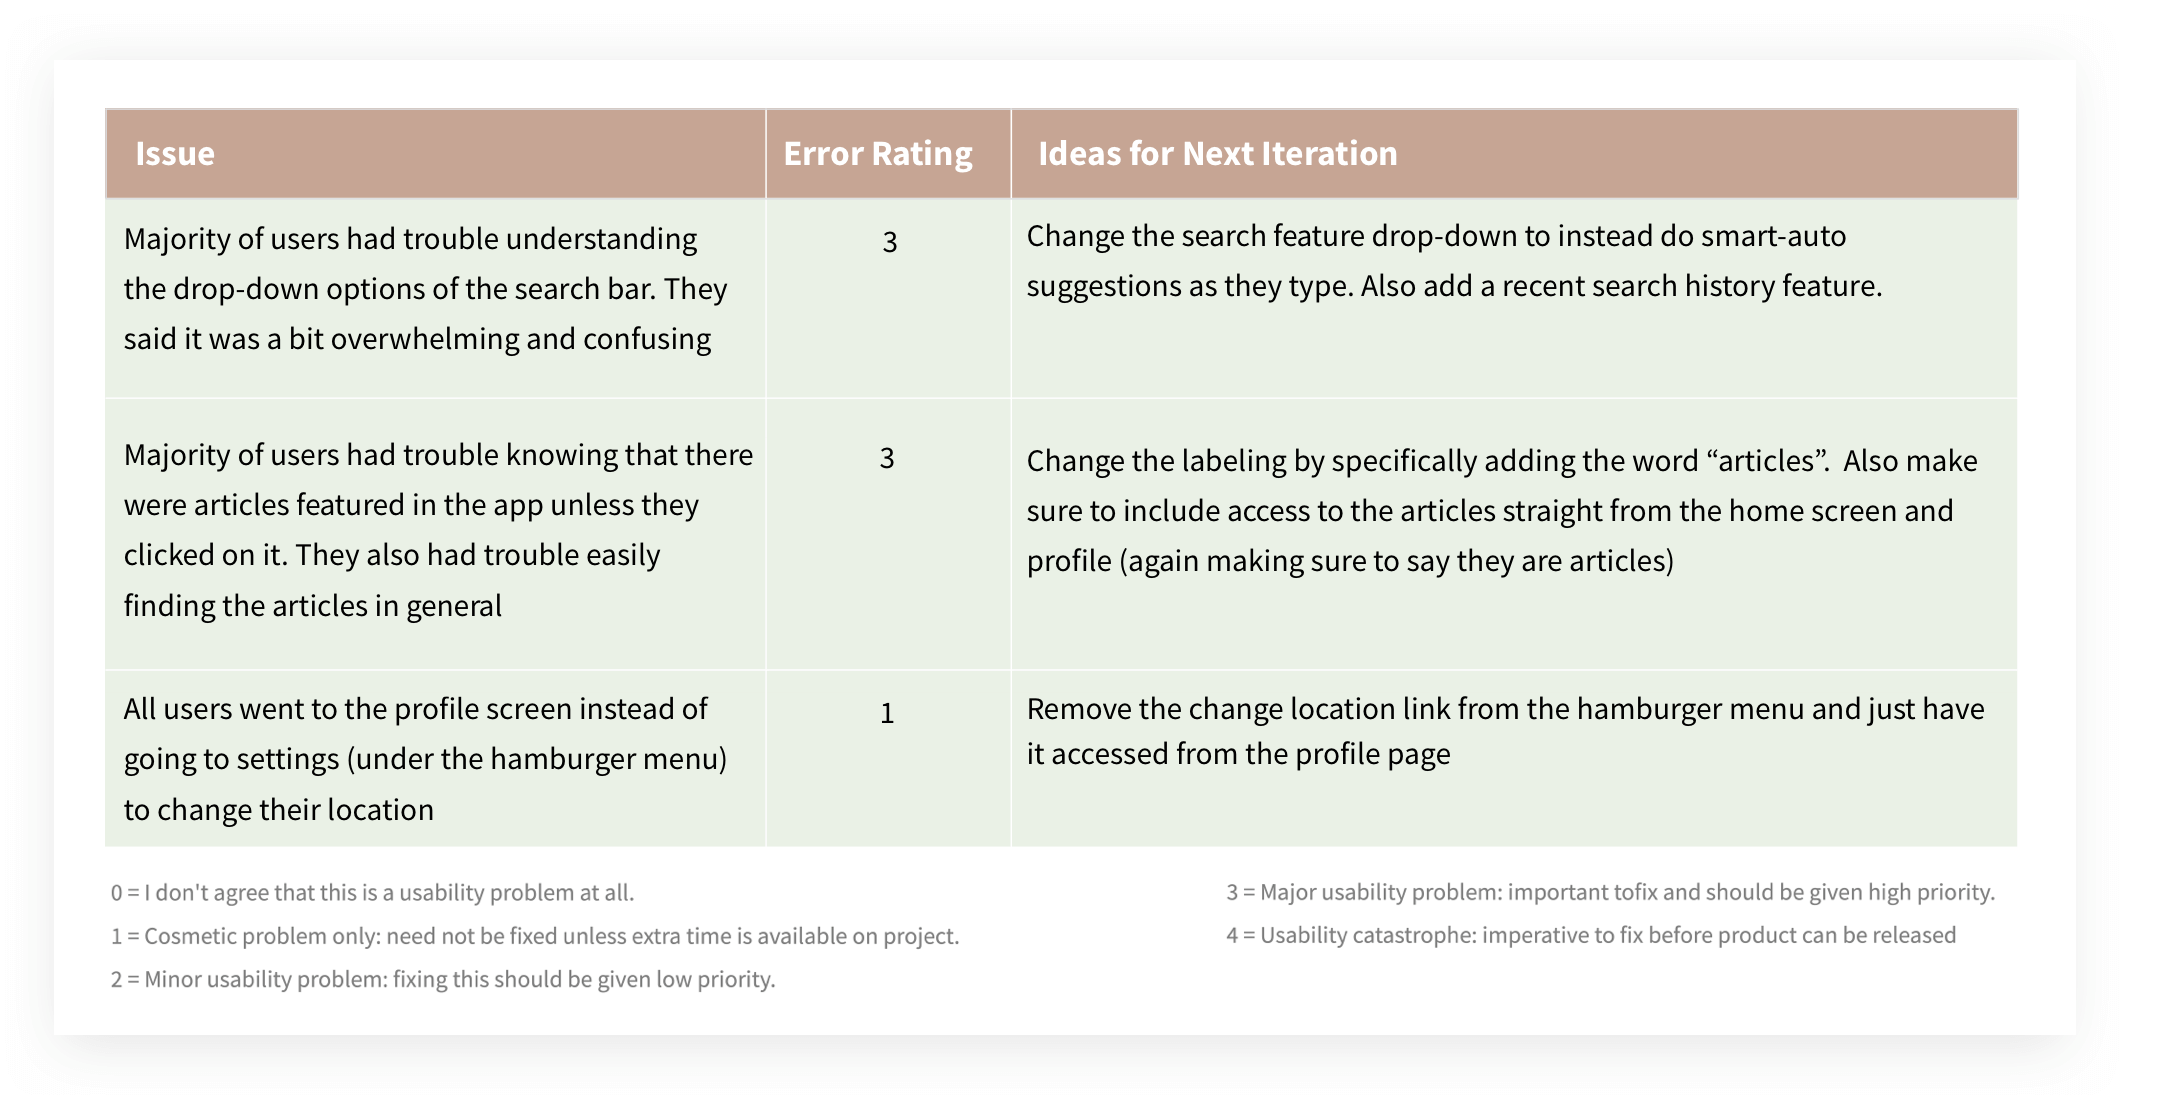 Issue
Error Rating
Ideas for Next Iteration
Majority of users had trouble understanding
the drop-down options of the search bar. They
said it was a bit overwhelming and confusing
3
Change the search feature drop-down to instead do smart-auto
suggestions as they type. Also add a recent search history feature.
Majority of users had trouble knowing that there
were articles featured in the app unless they
clicked on it. They also had trouble easily
finding the articles in general
3
Change the labeling by specifically adding the word “articles”.  Also make
sure to include access to the articles straight from the home screen and
profile (again making sure to say they are articles)
All users went to the profile screen instead of
going to settings (under the hamburger menu)
to change their location
1
Remove the change location link from the hamburger menu and just have
it accessed from the profile page
0 = I don't agree that this is a usability problem at all.
1 = Cosmetic problem only: need not be fixed unless extra time is available on project.
2 = Minor usability problem: fixing this should be given low priority.
3 = Major usability problem: important tofix and should be given high priority.
4 = Usability catastrophe: imperative to fix before product can be released